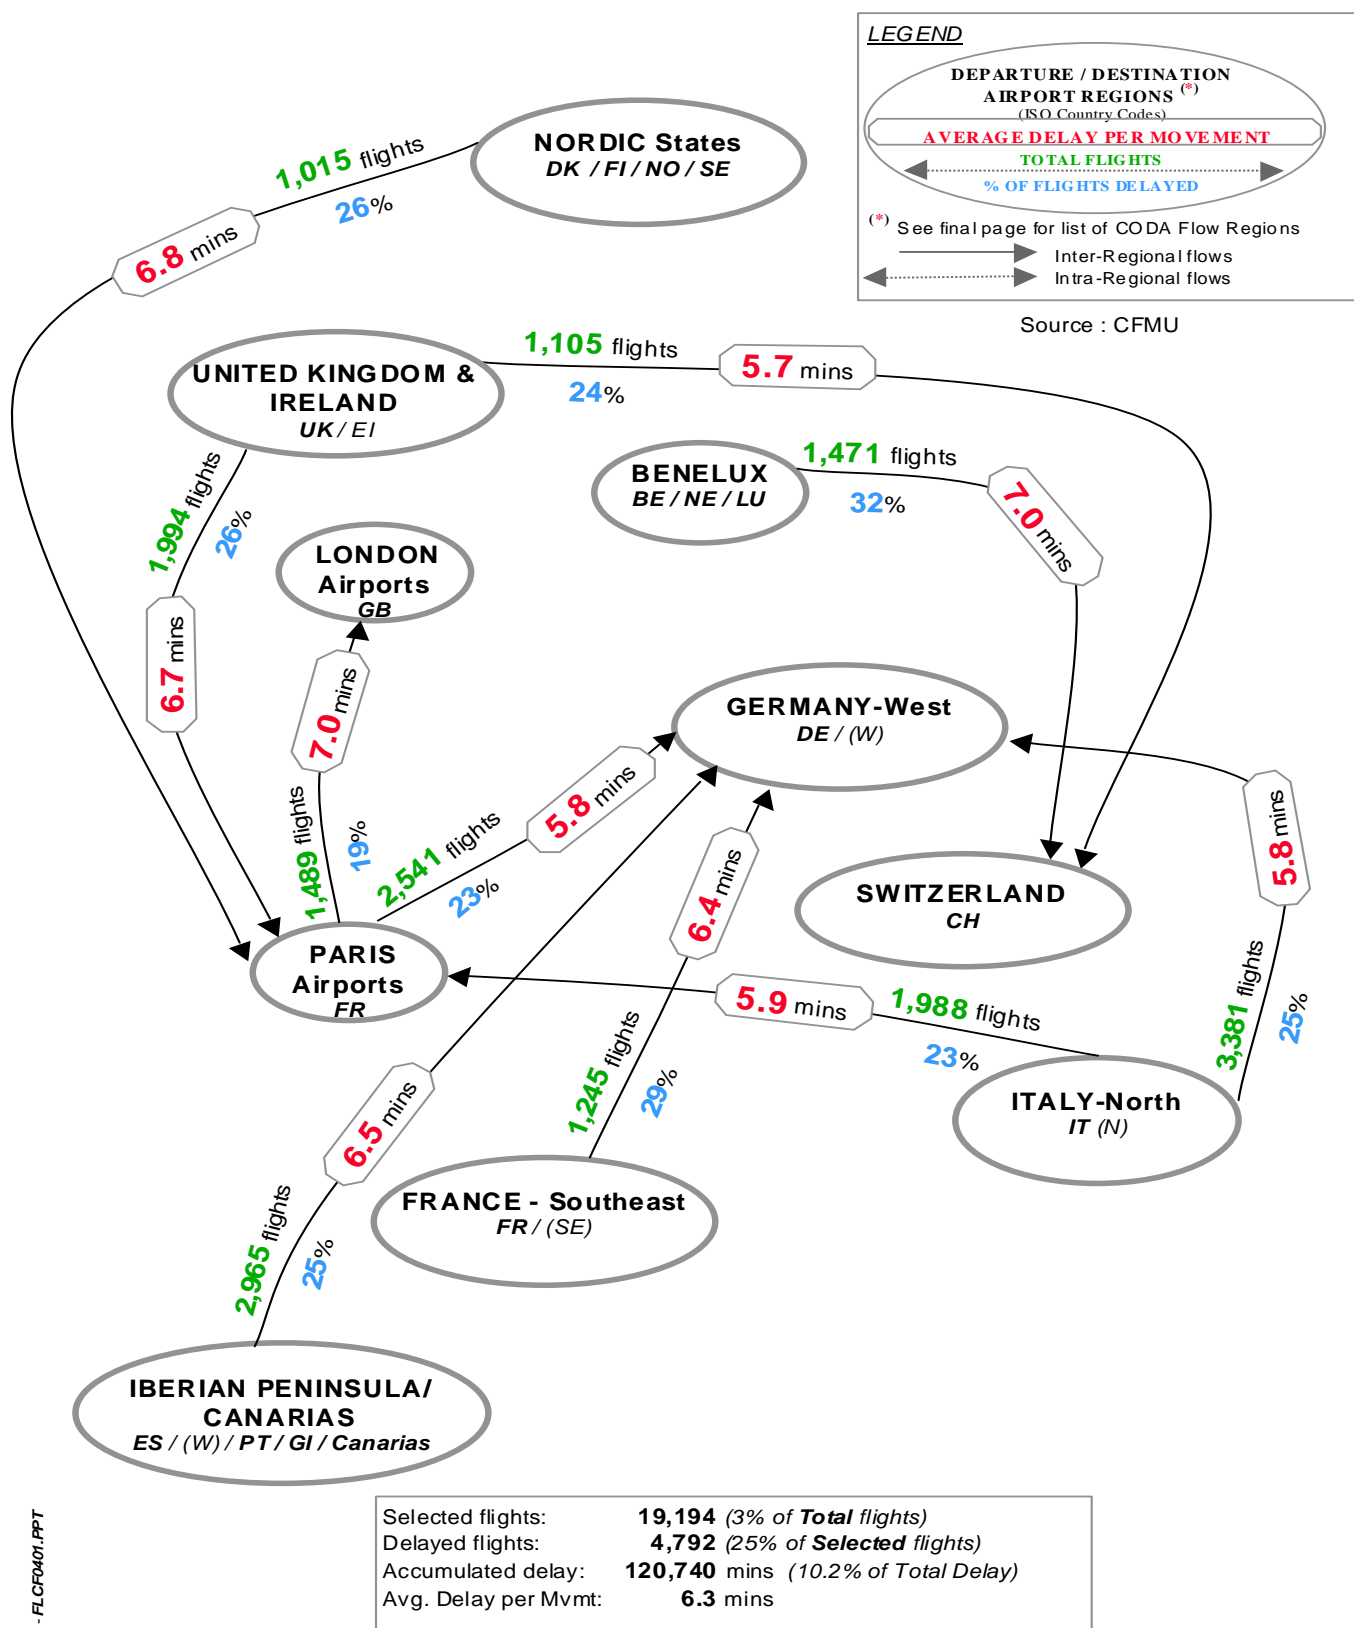 LEGEND
DEPARTURE / DESTINATION
AIRPORT REGIONS (*)
(ISO Country Codes)
AVERAGE DELAY PER MOVEMENT
TOTAL FLIGHTS
% OF FLIGHTS DELAYED
(*) See final page for list of CODA Flow Regions
Inter-Regional flows
Intra-Regional flows
Source : CFMU
NORDIC States
DK / FI / NO / SE
1,015 flights
26%
6.8 mins
UNITED KINGDOM &
IRELAND
UK / EI
1,105 flights
24%
5.7 mins
BENELUX
BE / NE / LU
1,471 flights
32%
7.0 mins
1,994 flights
26%
6.7 mins
LONDON
Airports
GB
7.0 mins
1,489 flights
19%
GERMANY-West
DE / (W)
5.8 mins
2,541 flights
23%
6.4 mins
5.8 mins
SWITZERLAND
CH
PARIS
Airports
FR
5.9 mins
1,988 flights
23%
3,381 flights
25%
ITALY-North
IT (N)
6.5 mins
1,245 flights
29%
FRANCE - Southeast
FR / (SE)
2,965 flights
25%
IBERIAN PENINSULA/
CANARIAS
ES / (W) / PT / GI / Canarias
Selected flights: 19,194 (3% of Total flights)
Delayed flights: 4,792 (25% of Selected flights)
Accumulated delay: 120,740 mins (10.2% of Total Delay)
Avg. Delay per Mvmt: 6.3 mins
- FLCF0401.PPT